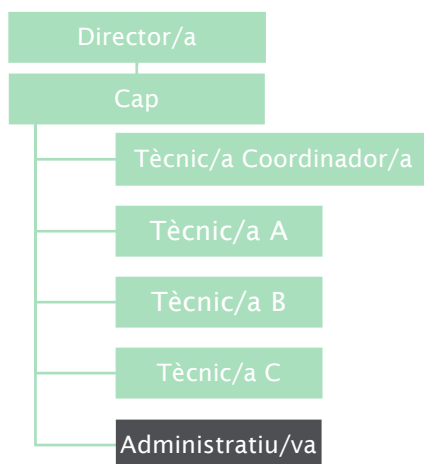 Director/a
Cap
Tècnic/a Coordinador/a
Tècnic/a A
Tècnic/a B
Tècnic/a C
Administratiu/va